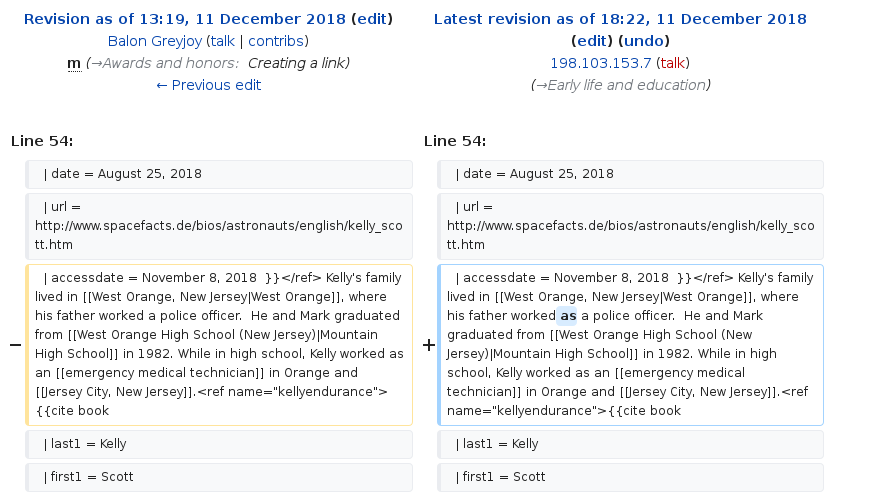 Revision as of 13:19, 11 December 2018 (edit)
Balon Greyjoy (talk | contribs)
m (→Awards and honors: Creating a link)
← Previous edit
Latest revision as of 18:22, 11 December 2018
(edit) (undo)
198.103.153.7 (talk)
(→Early life and education)
Line 54:
| date = August 25, 2018
| url =
http://www.spacefacts.de/bios/astronauts/english/kelly_sco
tt.htm
− | accessdate = November 8, 2018  }}</ref> Kelly's family
lived in [[West Orange, New Jersey|West Orange]], where
his father worked a police officer.  He and Mark graduated
from [[West Orange High School (New Jersey)|Mountain
High School]] in 1982. While in high school, Kelly worked as
an [[emergency medical technician]] in Orange and
[[Jersey City, New Jersey]].<ref name="kellyendurance">
{{cite book
| last1 = Kelly
| first1 = Scott
Line 54:
| date = August 25, 2018
| url =
http://www.spacefacts.de/bios/astronauts/english/kelly_sco
tt.htm
+ | accessdate = November 8, 2018  }}</ref> Kelly's family
lived in [[West Orange, New Jersey|West Orange]], where
his father worked as a police officer.  He and Mark
graduated from [[West Orange High School (New
Jersey)|Mountain High School]] in 1982. While in high
school, Kelly worked as an [[emergency medical
technician]] in Orange and [[Jersey City, New Jersey]].<ref
name="kellyendurance">{{cite book
| last1 = Kelly
| first1 = Scott